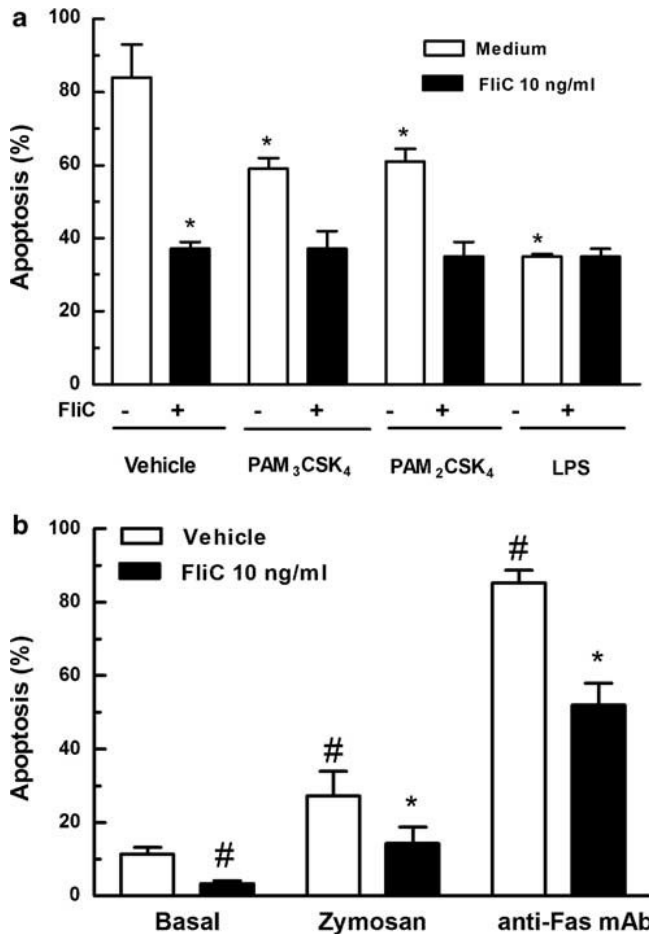 a
100
80
60
40
20
0
Apoptosis (%)
Medium
FliC 10 ng/ml
*
*
*
*
FliC - + - + - + - +
Vehicle PAM₃CSK₄ PAM₂CSK₄ LPS
b
100
80
60
40
20
0
Apoptosis (%)
Vehicle
FliC 10 ng/ml
#
#
*
#
*
Basal Zymosan anti-Fas mAb